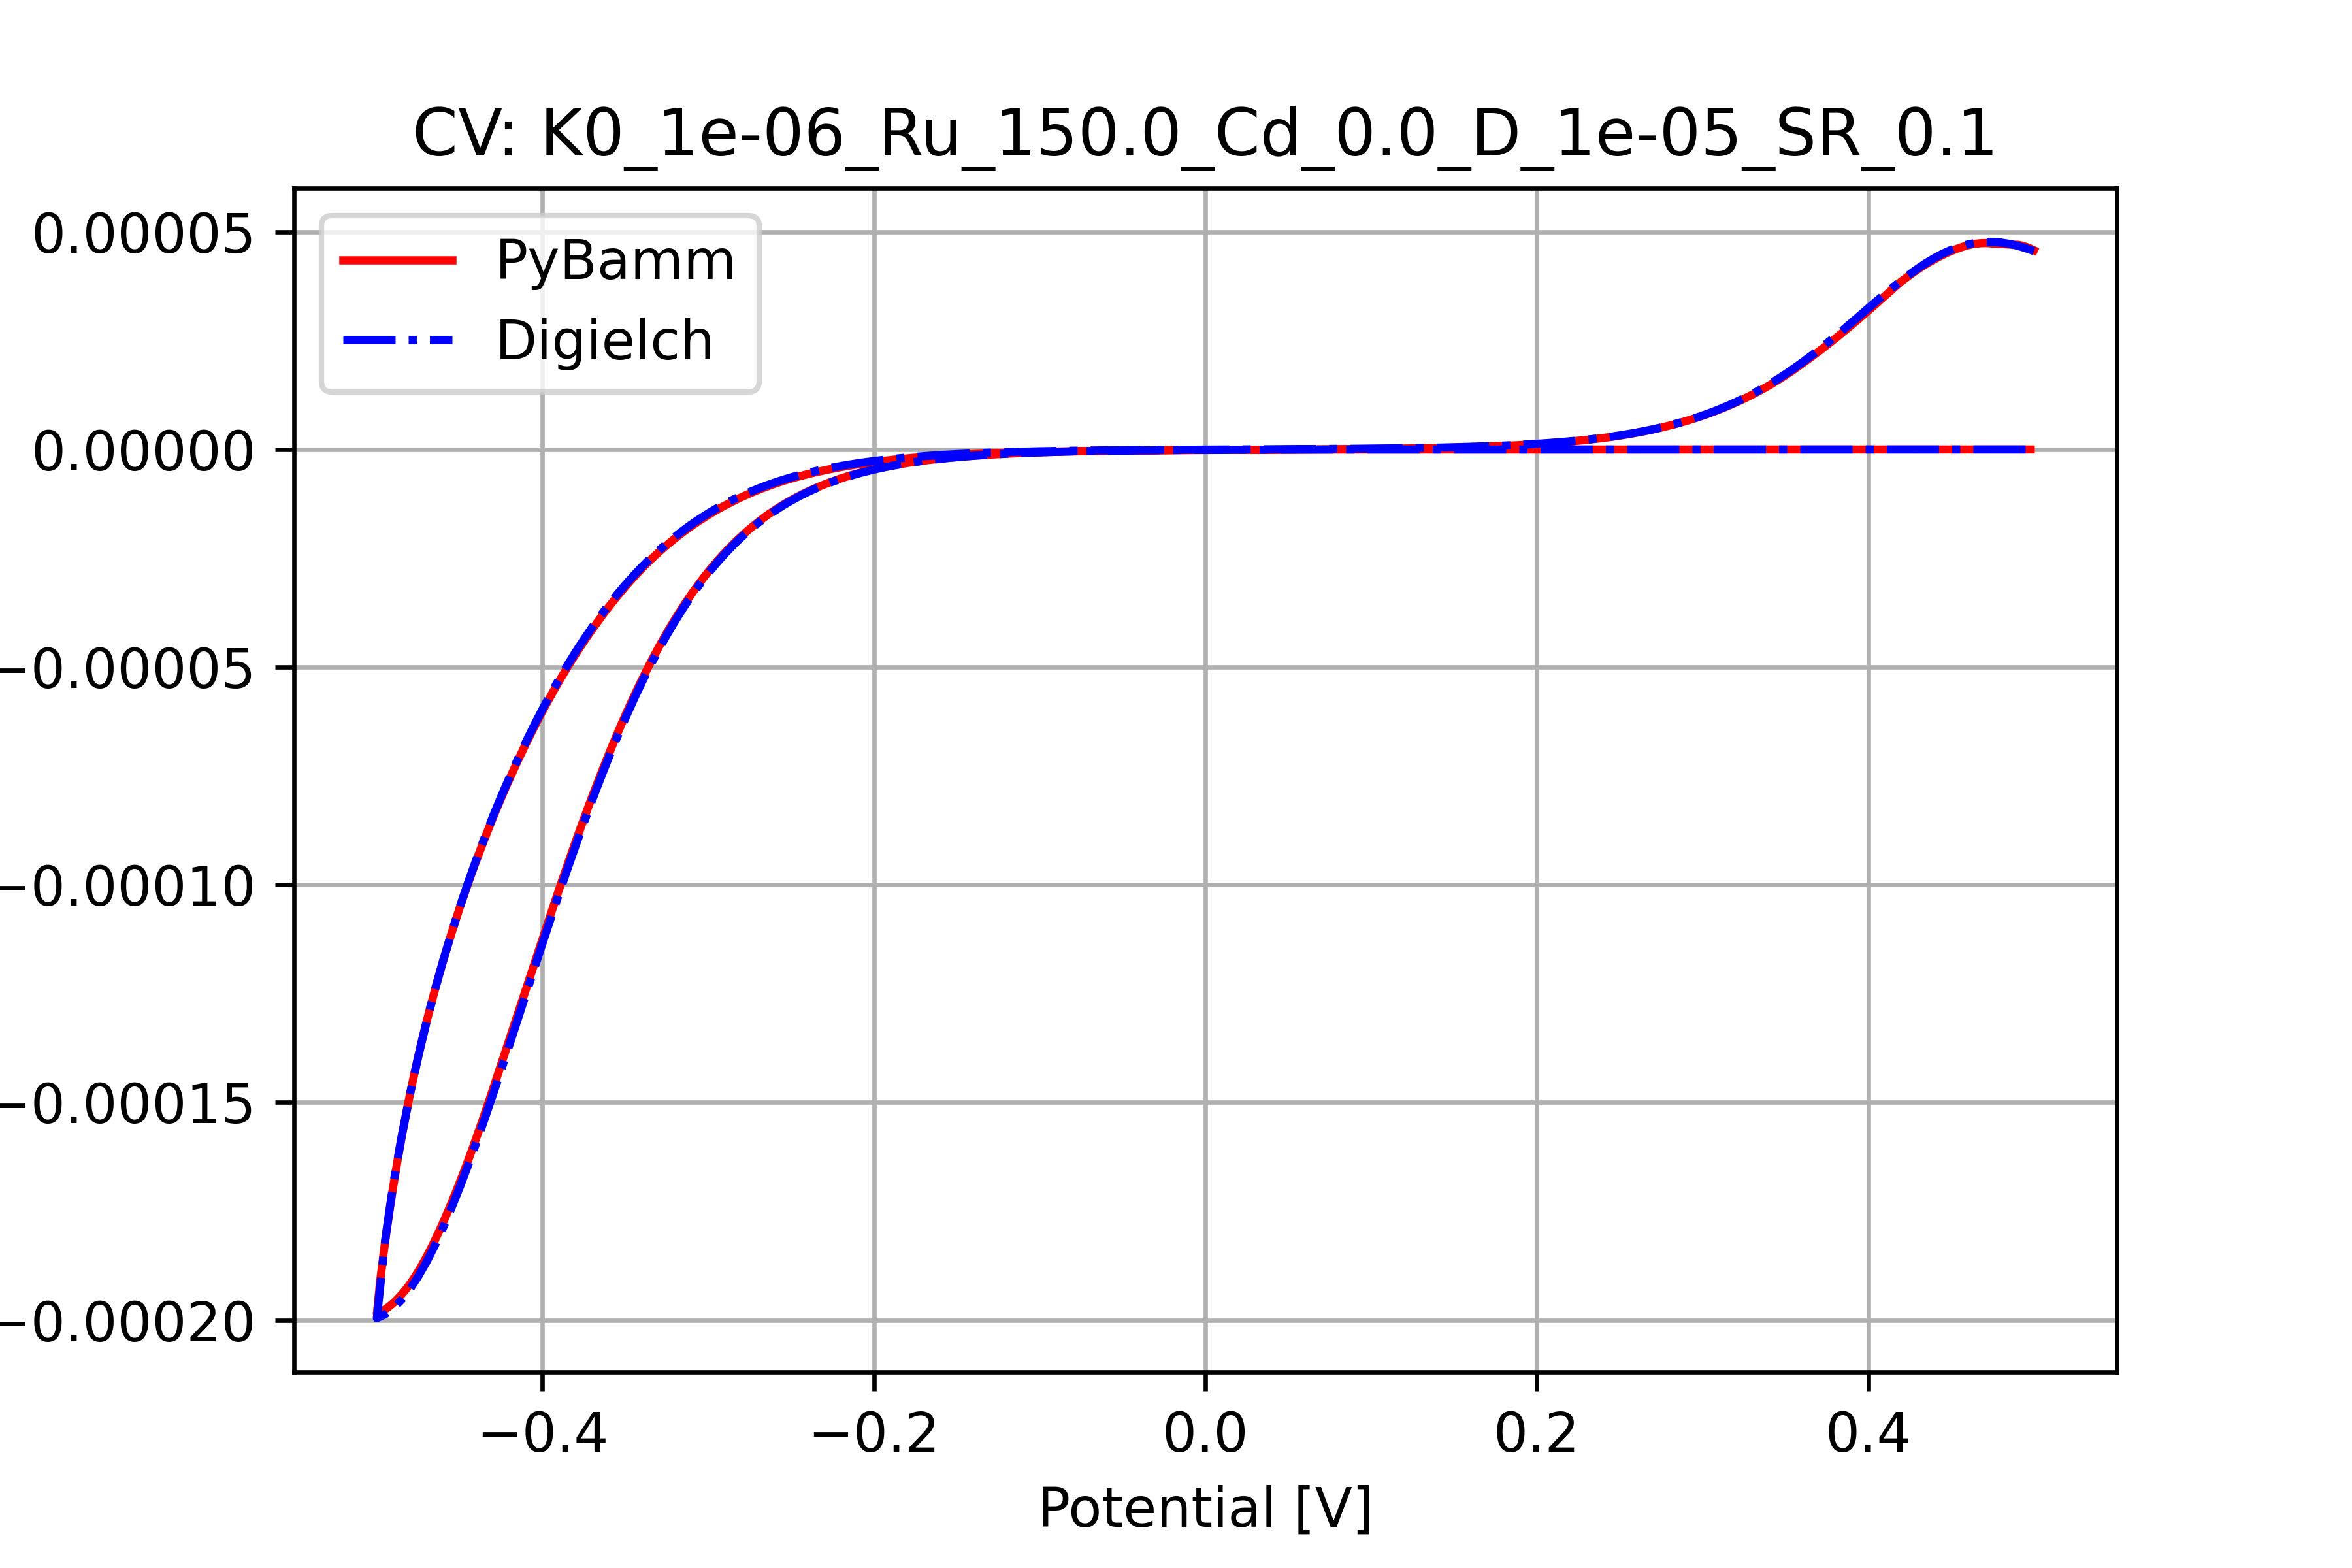 CV: K0_1e-06_Ru_150.0_Cd_0.0_D_1e-05_SR_0.1
PyBamm
Digielch
0.00005
0.00000
−0.00005
−0.00010
−0.00015
−0.00020
−0.4
−0.2
0.0
0.2
0.4
Potential [V]